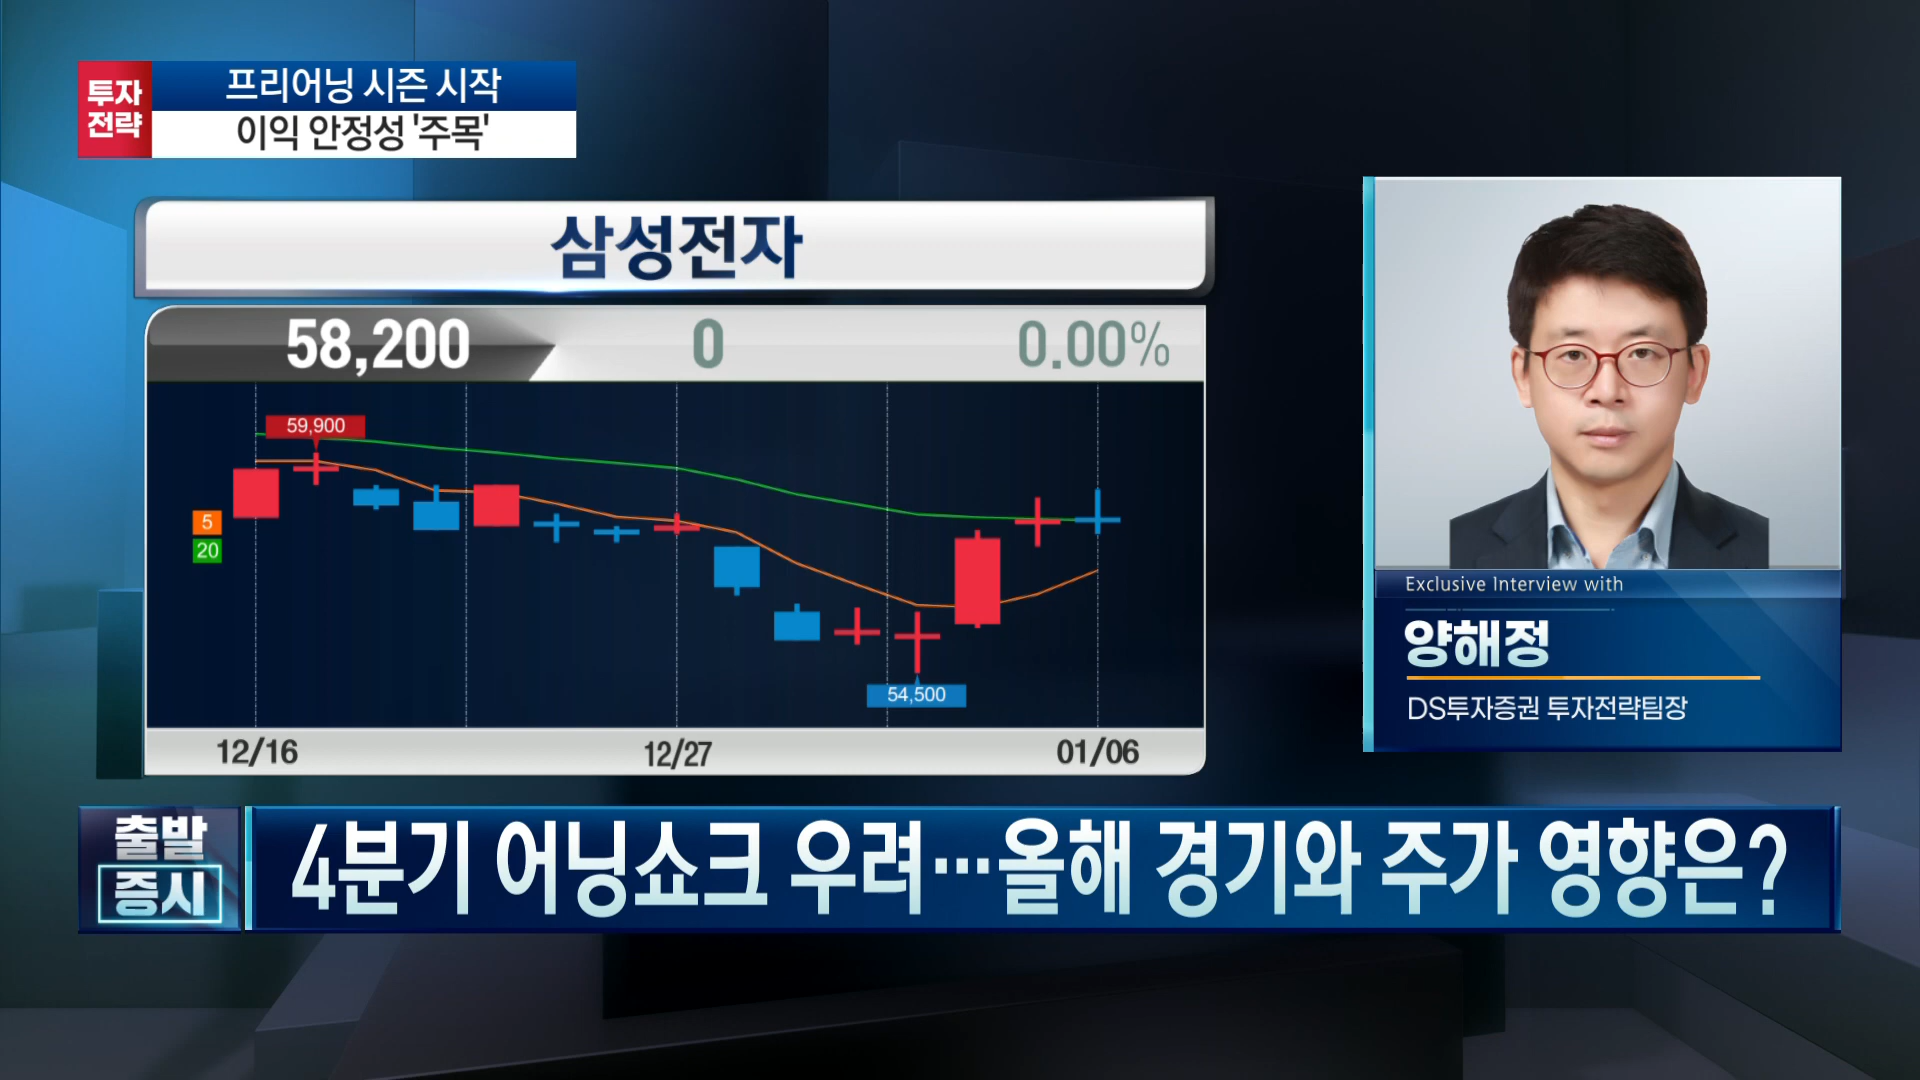 투자
전략
프리어닝 시즌 시작
이익 안정성 '주목'
삼성전자
58,200 0 0.00%
59,900
5
20
54,500
12/16 12/27 01/06
Exclusive Interview with
양해정
DS투자증권 투자전략팀장
출발
증시
4분기 어닝쇼크 우려…올해 경기와 주가 영향은?